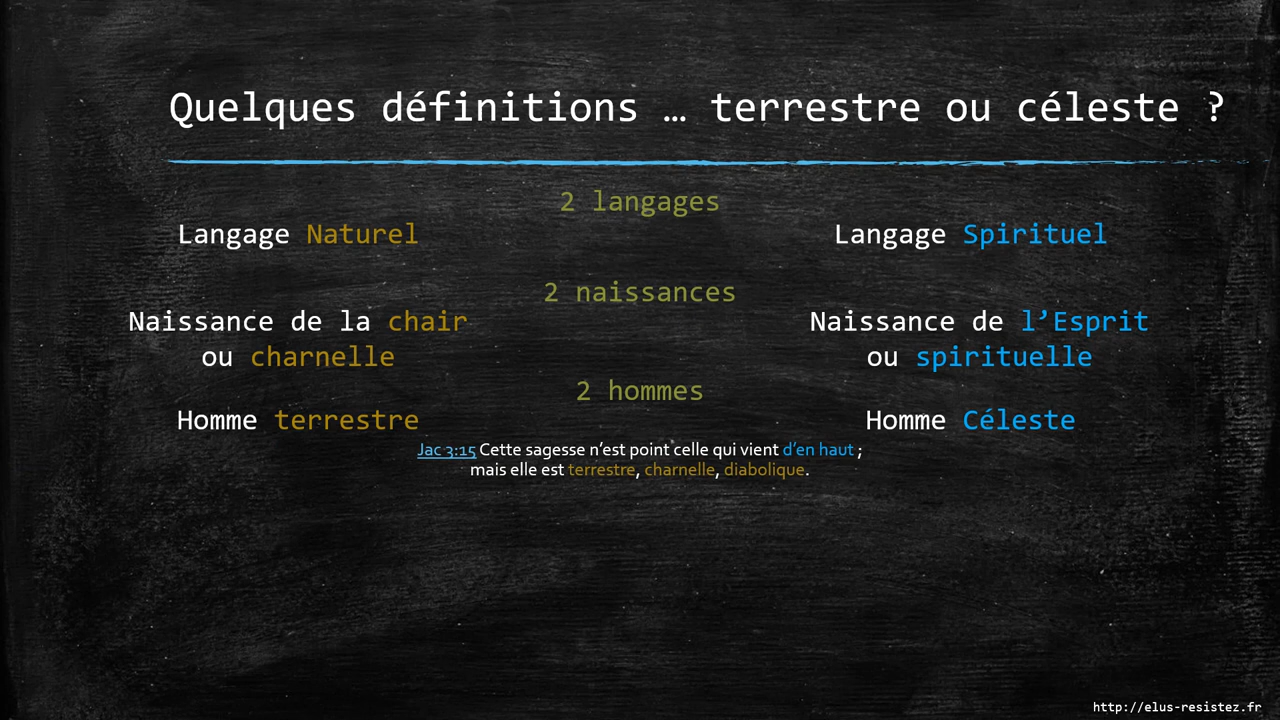 Quelques définitions … terrestre ou céleste ?
2 langages
Langage Naturel
Langage Spirituel
2 naissances
Naissance de la chair
ou charnelle
Naissance de l’Esprit
ou spirituelle
2 hommes
Homme terrestre
Homme Céleste
Jac 3:15 Cette sagesse n’est point celle qui vient d’en haut ;
mais elle est terrestre, charnelle, diabolique.
http://elus-resistez.fr